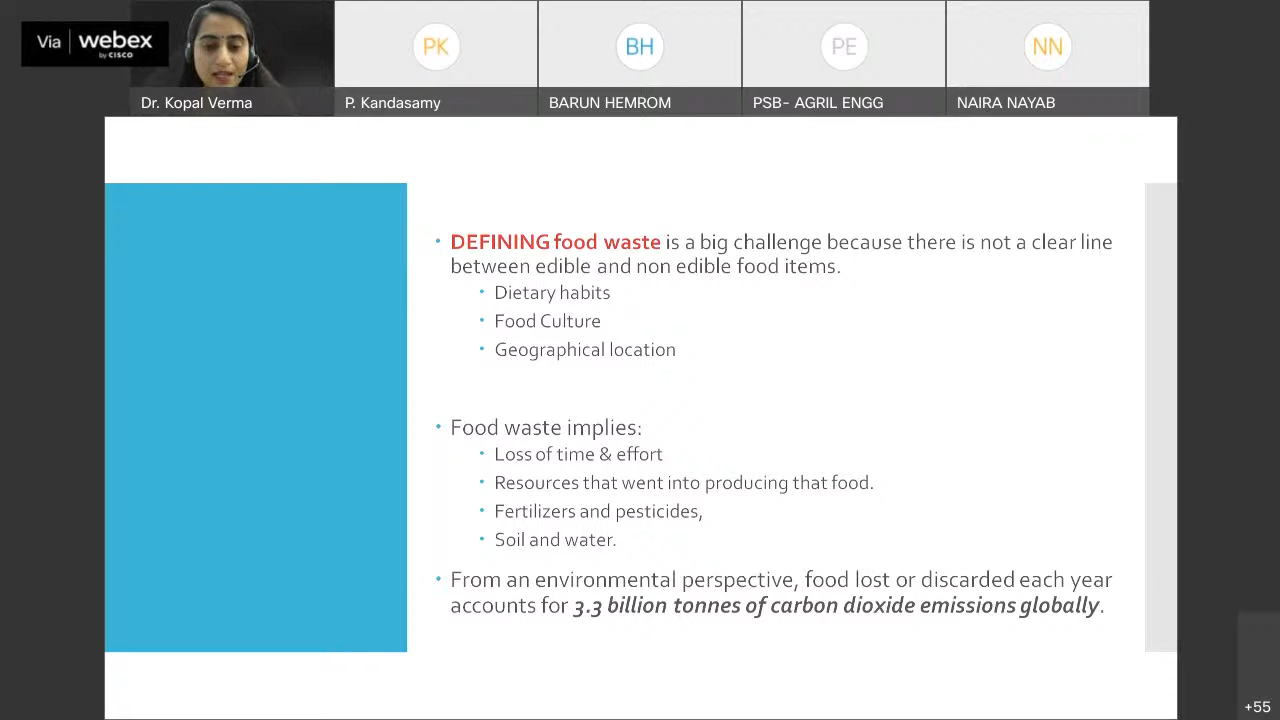 Via webex
by CISCO
PK
BH
PE
NN
Dr. Kopal Verma
P. Kandasamy
BARUN HEMROM
PSB- AGRIL ENGG
NAIRA NAYAB
• DEFINING food waste is a big challenge because there is not a clear line
between edible and non edible food items.
• Dietary habits
• Food Culture
• Geographical location
• Food waste implies:
• Loss of time & effort
• Resources that went into producing that food.
• Fertilizers and pesticides,
• Soil and water.
• From an environmental perspective, food lost or discarded each year
accounts for 3.3 billion tonnes of carbon dioxide emissions globally.
+55